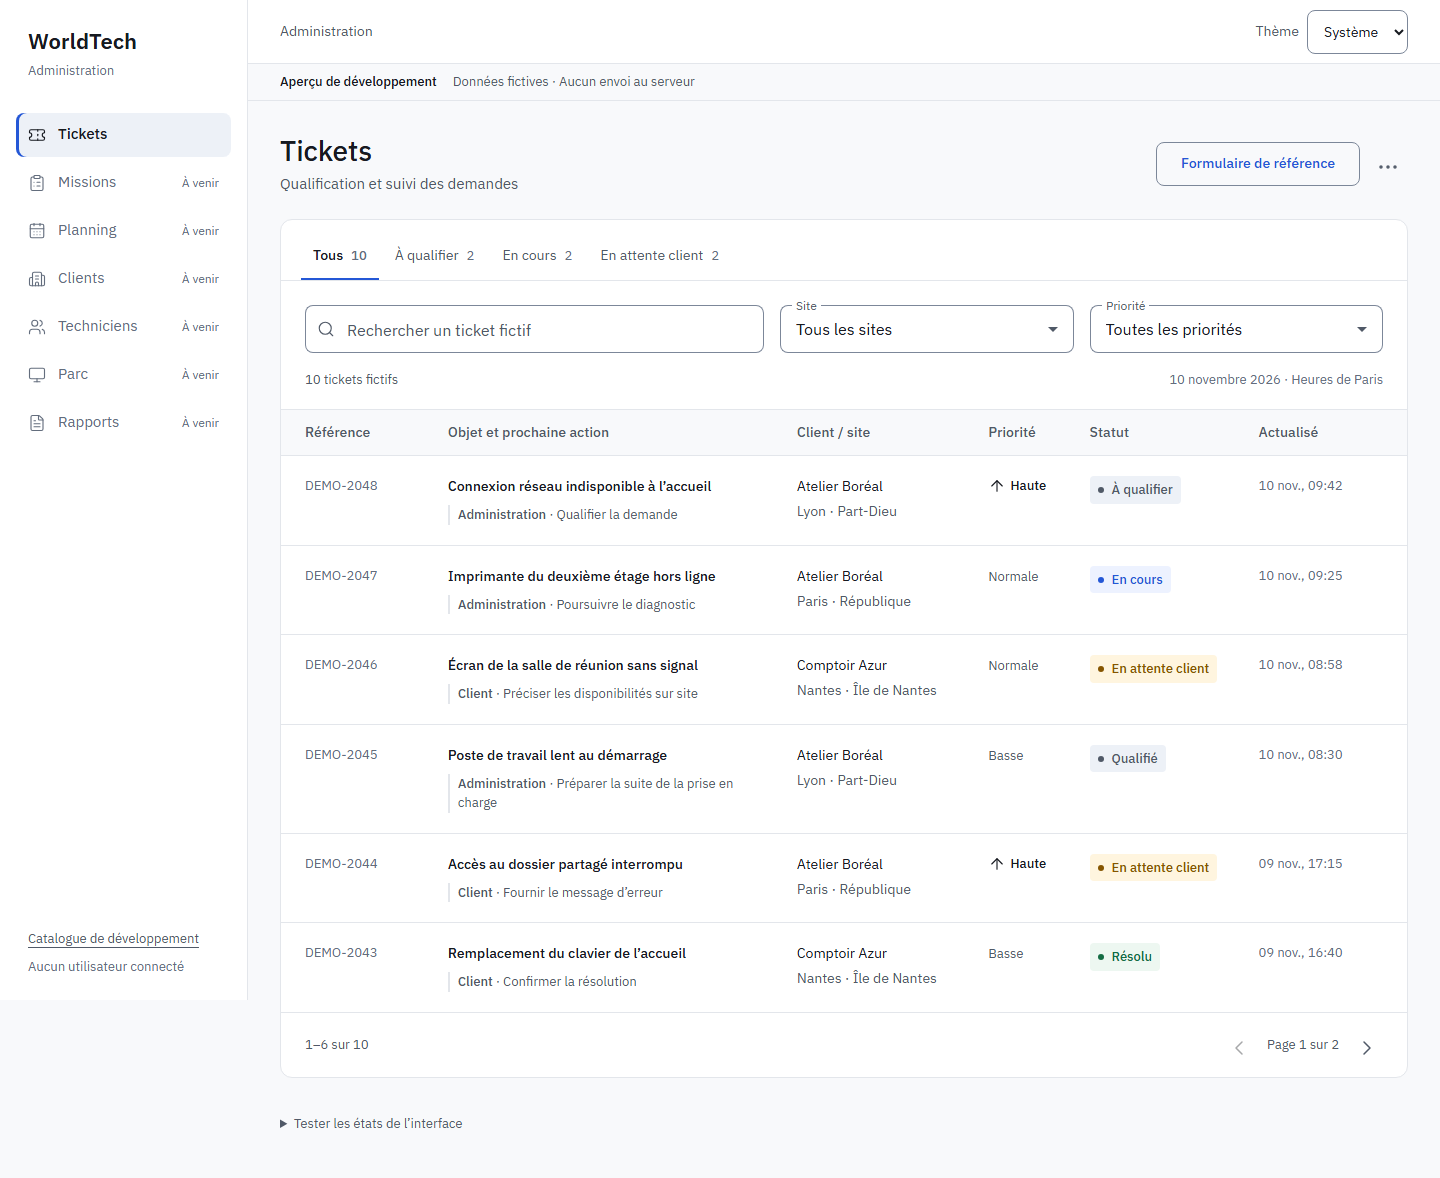 WorldTech
Administration
Tickets
Missions À venir
Planning À venir
Clients À venir
Techniciens À venir
Parc À venir
Rapports À venir
Catalogue de développement
Aucun utilisateur connecté
Administration
Thème Système
Aperçu de développement Données fictives · Aucun envoi au serveur
Tickets
Qualification et suivi des demandes
Formulaire de référence
Tous 10 À qualifier 2 En cours 2 En attente client 2
Rechercher un ticket fictif
Site
Tous les sites
Priorité
Toutes les priorités
10 tickets fictifs
10 novembre 2026 · Heures de Paris
Référence Objet et prochaine action Client / site Priorité Statut Actualisé
DEMO-2048 Connexion réseau indisponible à l’accueil Atelier Boréal Haute À qualifier 10 nov., 09:42
Administration · Qualifier la demande Lyon · Part-Dieu
DEMO-2047 Imprimante du deuxième étage hors ligne Atelier Boréal Normale En cours 10 nov., 09:25
Administration · Poursuivre le diagnostic Paris · République
DEMO-2046 Écran de la salle de réunion sans signal Comptoir Azur Normale En attente client 10 nov., 08:58
Client · Préciser les disponibilités sur site Nantes · Île de Nantes
DEMO-2045 Poste de travail lent au démarrage Atelier Boréal Basse Qualifié 10 nov., 08:30
Administration · Préparer la suite de la prise en Lyon · Part-Dieu
charge
DEMO-2044 Accès au dossier partagé interrompu Atelier Boréal Haute En attente client 09 nov., 17:15
Client · Fournir le message d’erreur Paris · République
DEMO-2043 Remplacement du clavier de l’accueil Comptoir Azur Basse Résolu 09 nov., 16:40
Client · Confirmer la résolution Nantes · Île de Nantes
1–6 sur 10
Page 1 sur 2
Tester les états de l’interface